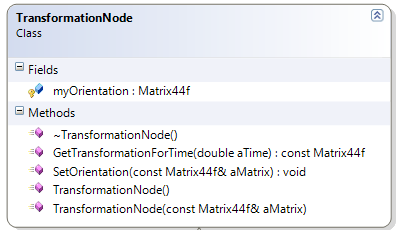 TransformationNode
Class
Fields
myOrientation : Matrix44f
Methods
~TransformationNode()
GetTransformationForTime(double aTime) : const Matrix44f
SetOrientation(const Matrix44f& aMatrix) : void
TransformationNode()
TransformationNode(const Matrix44f& aMatrix)